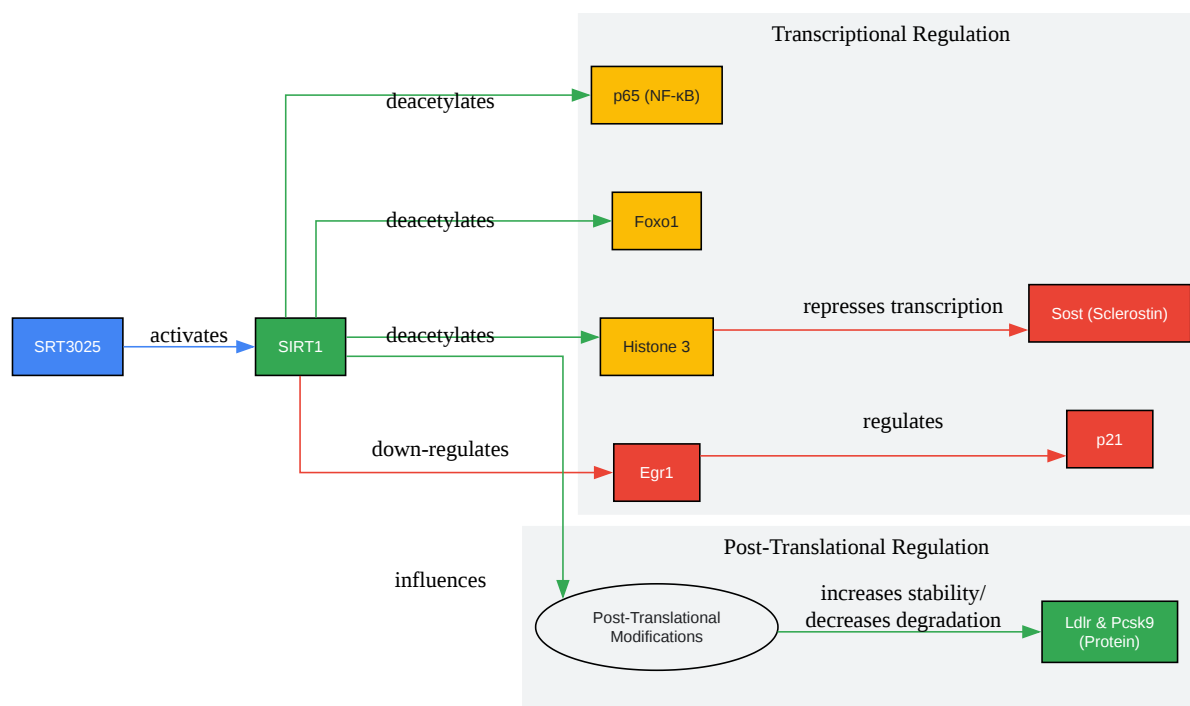 Transcriptional Regulation
p65 (NF-κB)
deacetylates
deacetylates
Foxo1
represses transcription
Sost (Sclerostin)
SRT3025
activates
SIRT1
deacetylates
Histone 3
regulates
p21
down-regulates
Egr1
Post-Translational Regulation
influences
increases stability/
decreases degradation
Post-Translational
Modifications
Ldlr & Pcsk9
(Protein)